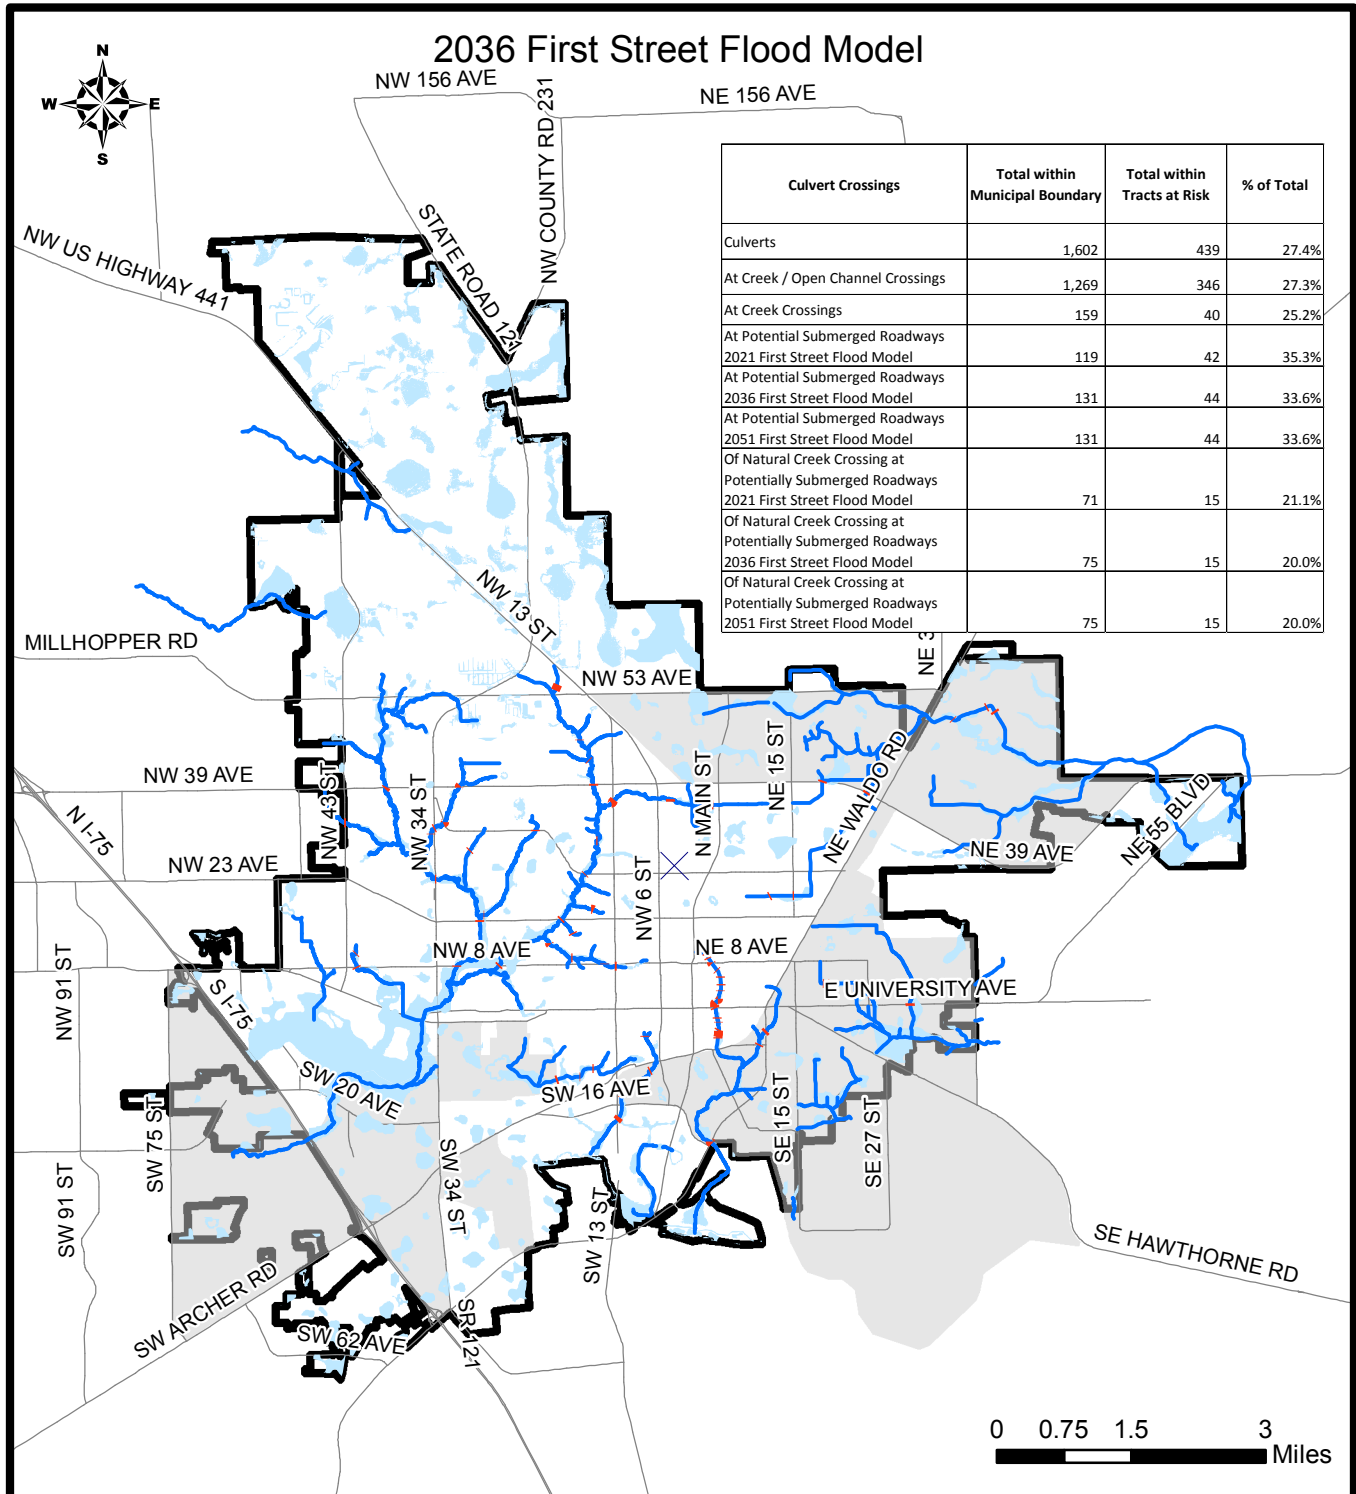 2036 First Street Flood Model
N
W E
S
NW 156 AVE
NE 156 AVE
NW COUNTY RD 231
STATE ROAD 121
NW US HIGHWAY 441
Culvert Crossings Total within Municipal Boundary Total within Tracts at Risk % of Total
Culverts 1,602 439 27.4%
At Creek / Open Channel Crossings 1,269 346 27.3%
At Creek Crossings 159 40 25.2%
At Potential Submerged Roadways
2021 First Street Flood Model 119 42 35.3%
At Potential Submerged Roadways
2036 First Street Flood Model 131 44 33.6%
At Potential Submerged Roadways
2051 First Street Flood Model 131 44 33.6%
Of Natural Creek Crossing at
Potentially Submerged Roadways
2021 First Street Flood Model 71 15 21.1%
Of Natural Creek Crossing at
Potentially Submerged Roadways
2036 First Street Flood Model 75 15 20.0%
Of Natural Creek Crossing at
Potentially Submerged Roadways
2051 First Street Flood Model 75 15 20.0%
NW 13 ST
MILLHOPPER RD
NE 3
NW 53 AVE
NW 39 AVE
NW 43 ST
NW 34 ST
N MAIN ST
NE 15 ST
NE WALDO RD
N I-75
NW 23 AVE
NE 39 AVE
NE 55 BLVD
NW 6 ST
NW 91 ST
NW 8 AVE
NE 8 AVE
S I-75
E UNIVERSITY AVE
SW 20 AVE
SW 16 AVE
SW 75 ST
SE 15 ST
SE 27 ST
SW 91 ST
SW 34 ST
SW 13 ST
SE HAWTHORNE RD
SW ARCHER RD
SW 62 AVE
SR 121
0 0.75 1.5 3
Miles